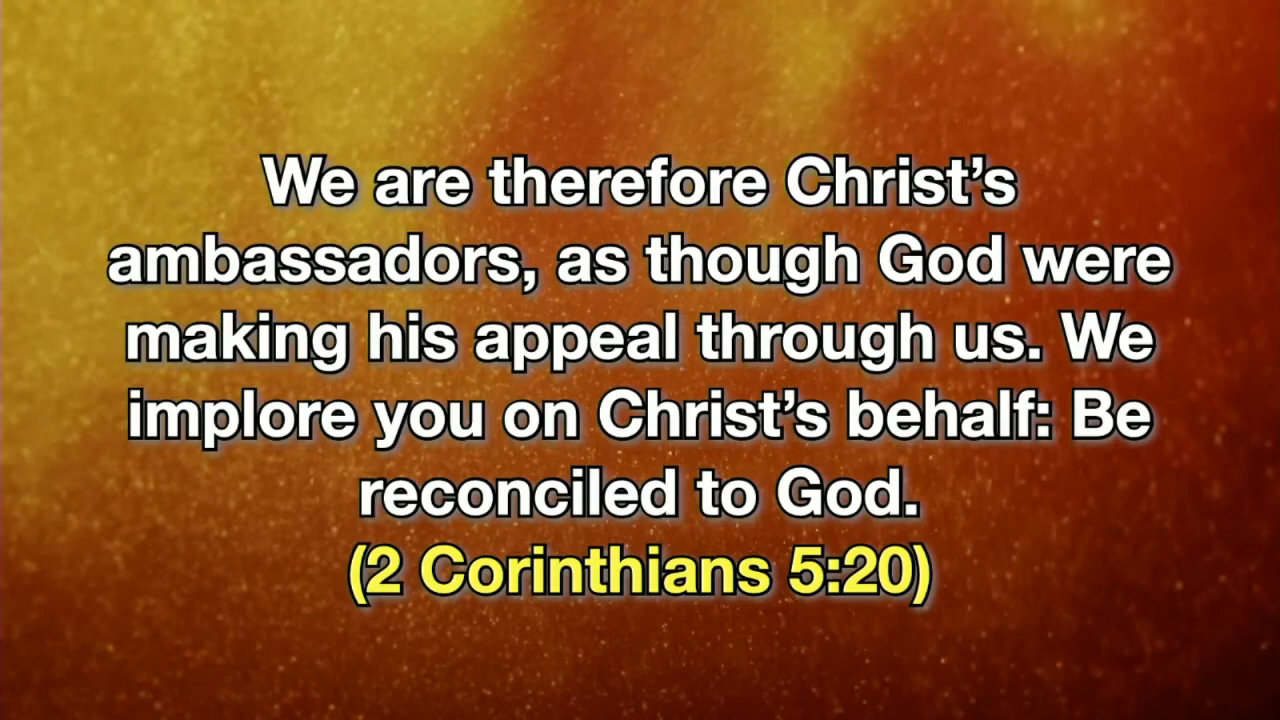 We are therefore Christ’s
ambassadors, as though God were
making his appeal through us. We
implore you on Christ’s behalf: Be
reconciled to God.
(2 Corinthians 5:20)